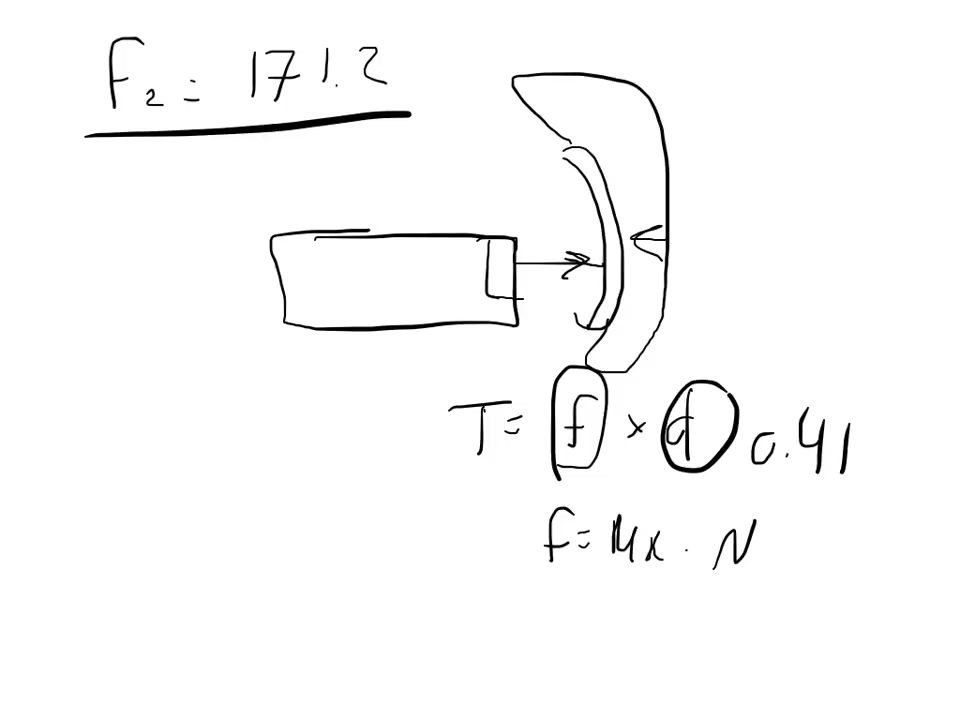 F₂ = 171.2
T = f × d 0.41
f = μk · N